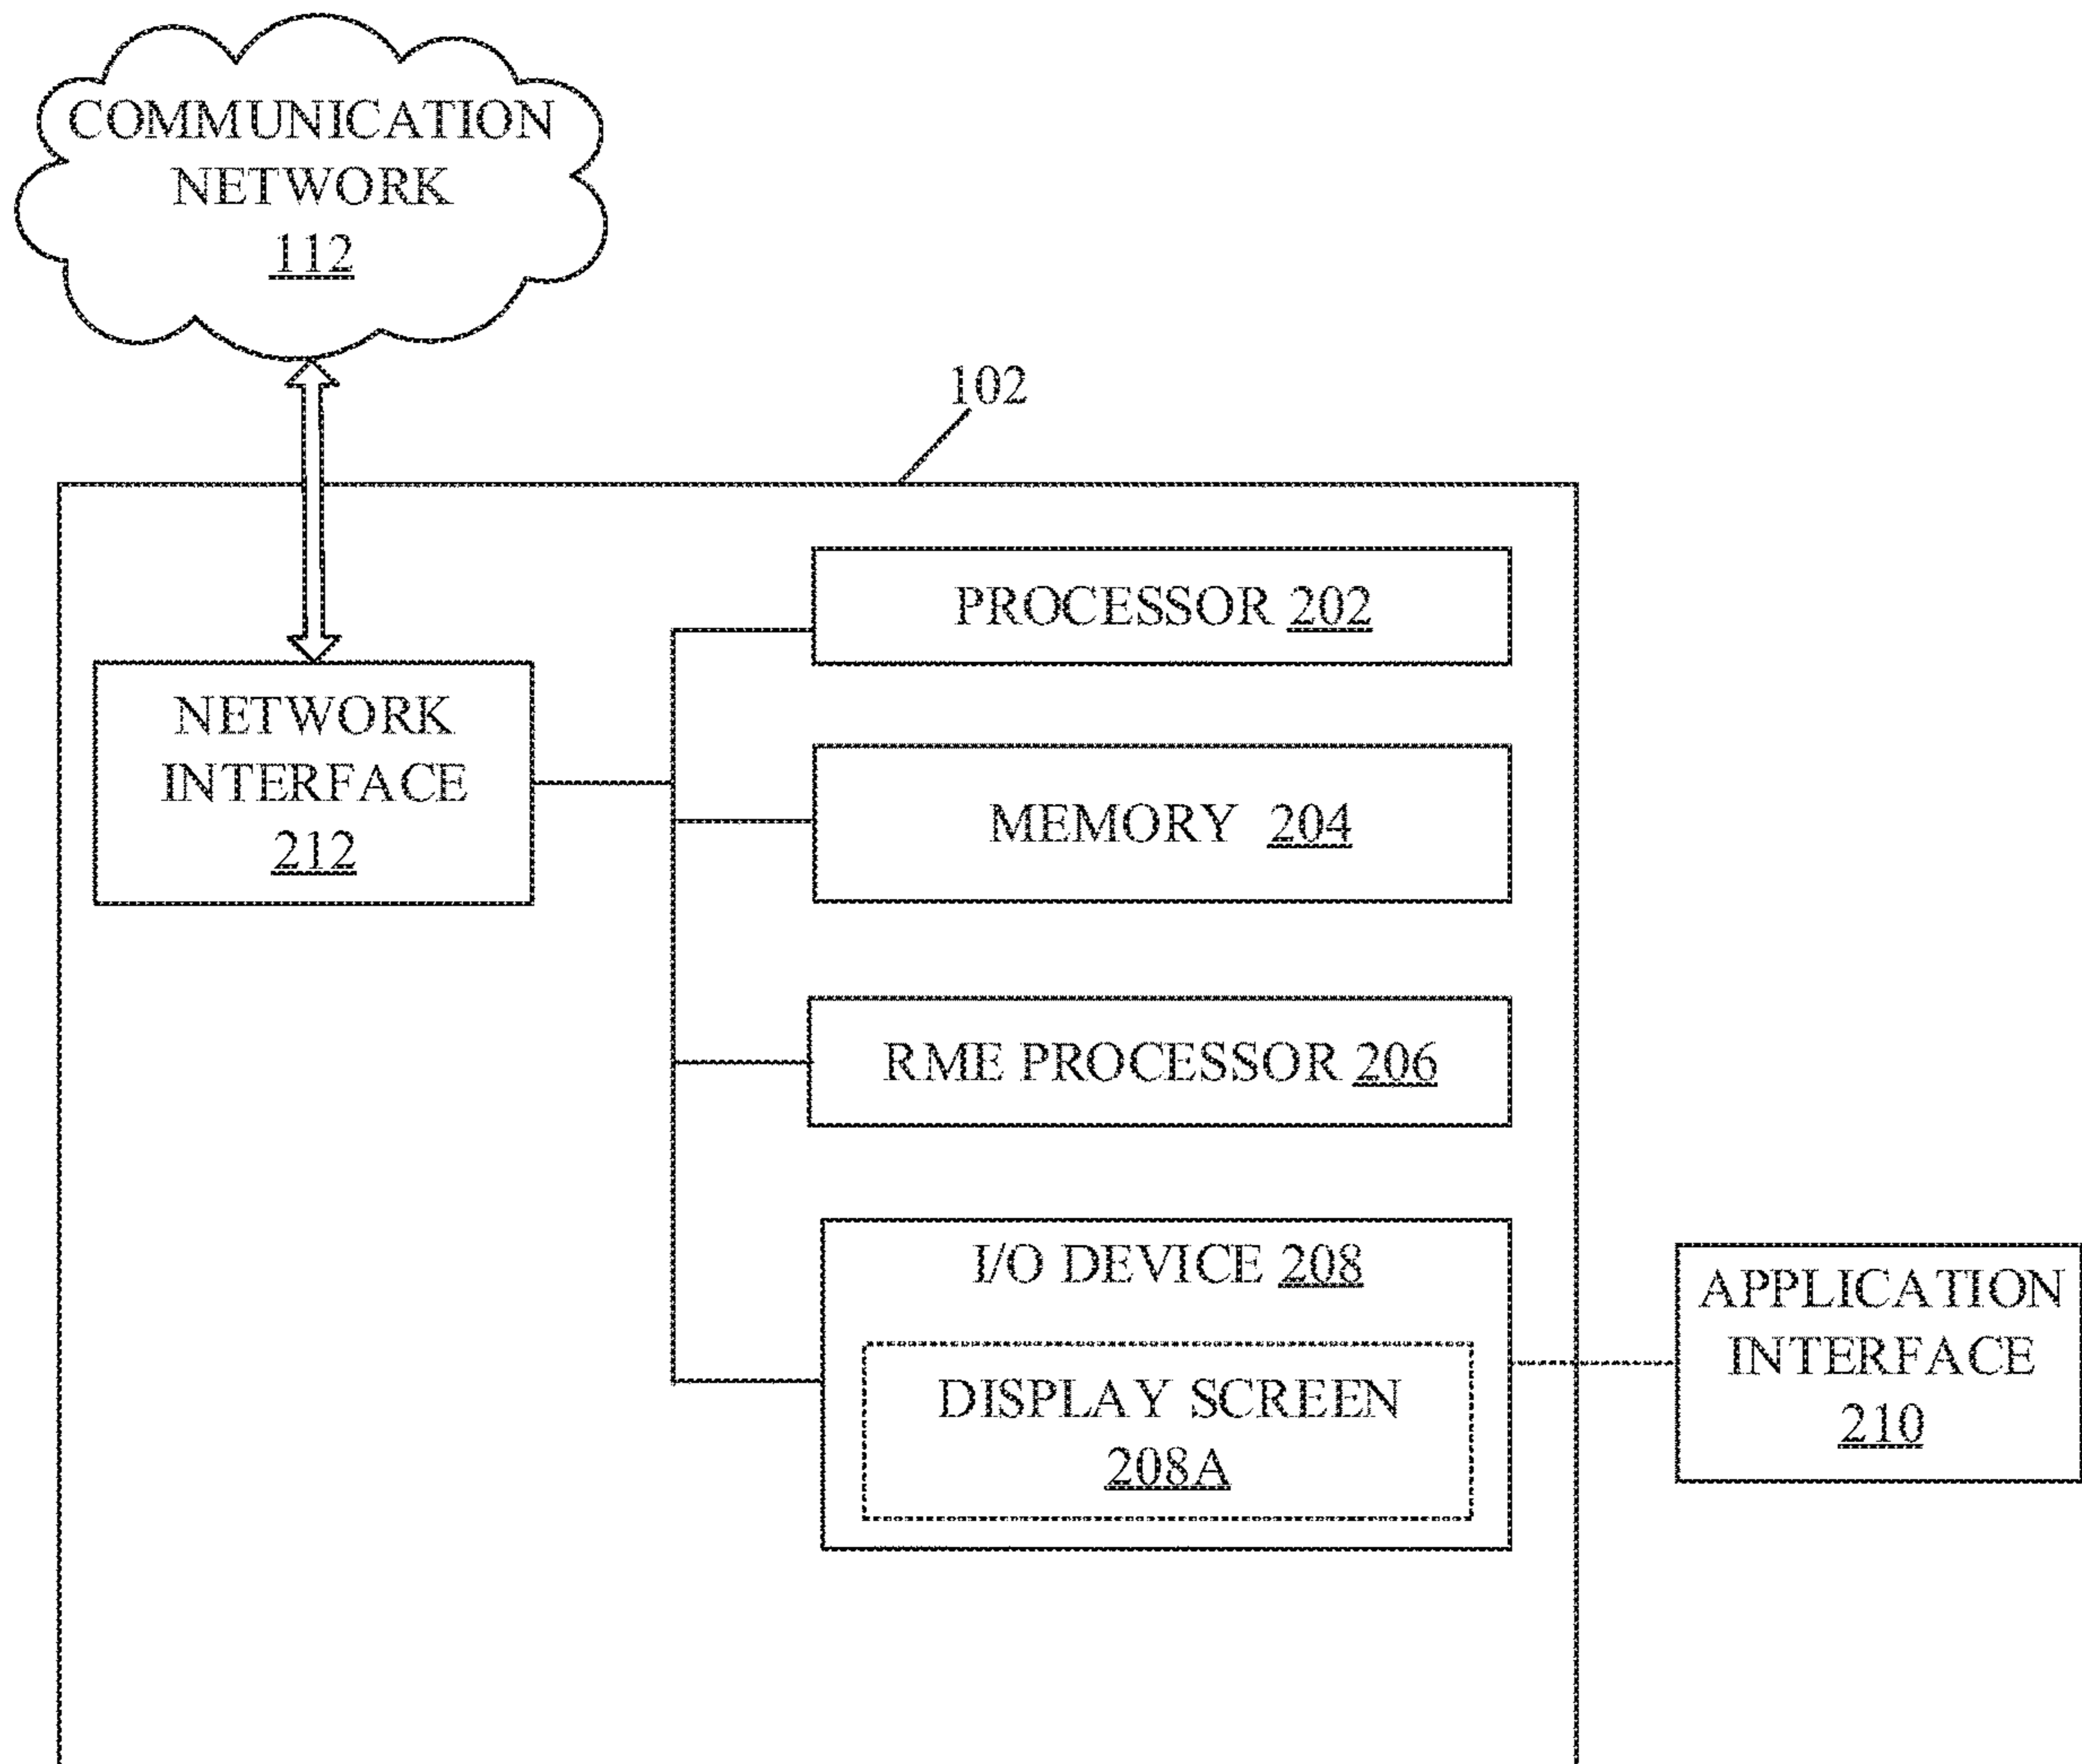 COMMUNICATION
NETWORK
112
102
PROCESSOR 202
NETWORK
INTERFACE
212
MEMORY 204
RME PROCESSOR 206
I/O DEVICE 208
DISPLAY SCREEN
208A
APPLICATION
INTERFACE
210